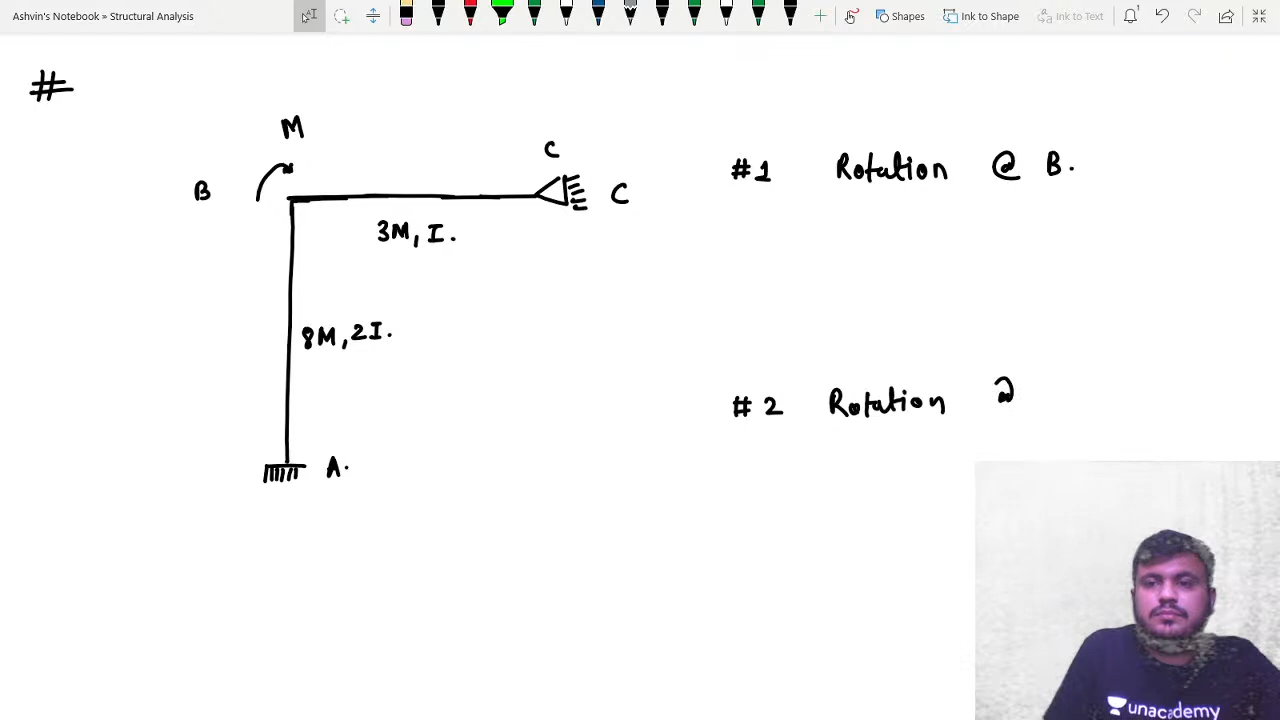 Ashvin's Notebook » Structural Analysis
Shapes
Ink to Shape
Ink to Text
#
M
C
B
C
#1 Rotation @ B.
3M, I.
8M, 2I.
#2 Rotation
A.
unacademy